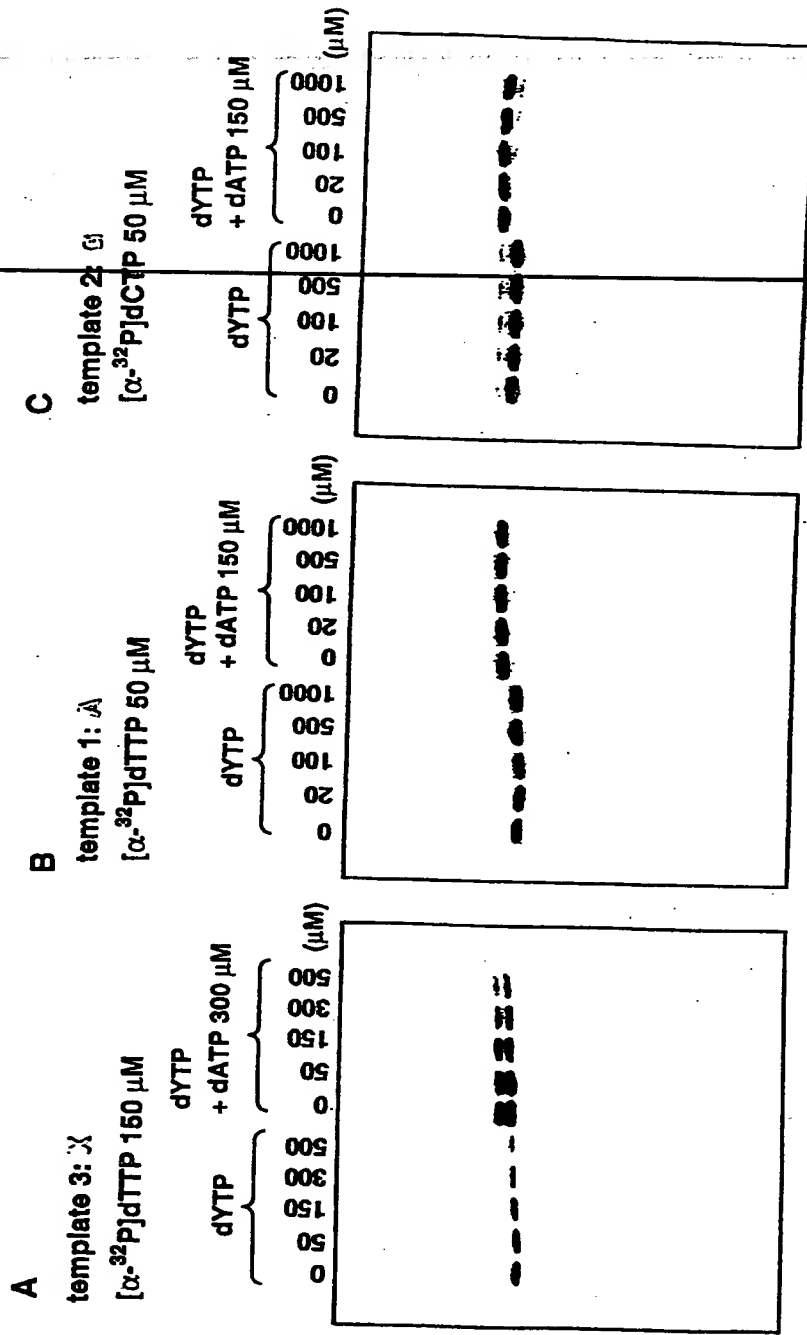 A
template 3: X
[α-³²P]dTTP 150 μM
dYTP
dYTP
+ dATP 300 μM
0 50 150 300 500 0 50 150 300 500 (μM)
B
template 1: A
[α-³²P]dTTP 50 μM
dYTP
dYTP
+ dATP 150 μM
0 20 100 500 1000 0 20 100 500 1000 (μM)
C
template 2:
[α-³²P]dCTP 50 μM
dYTP
dYTP
+ dATP 150 μM
0 20 100 500 1000 0 20 100 500 1000 (μM)